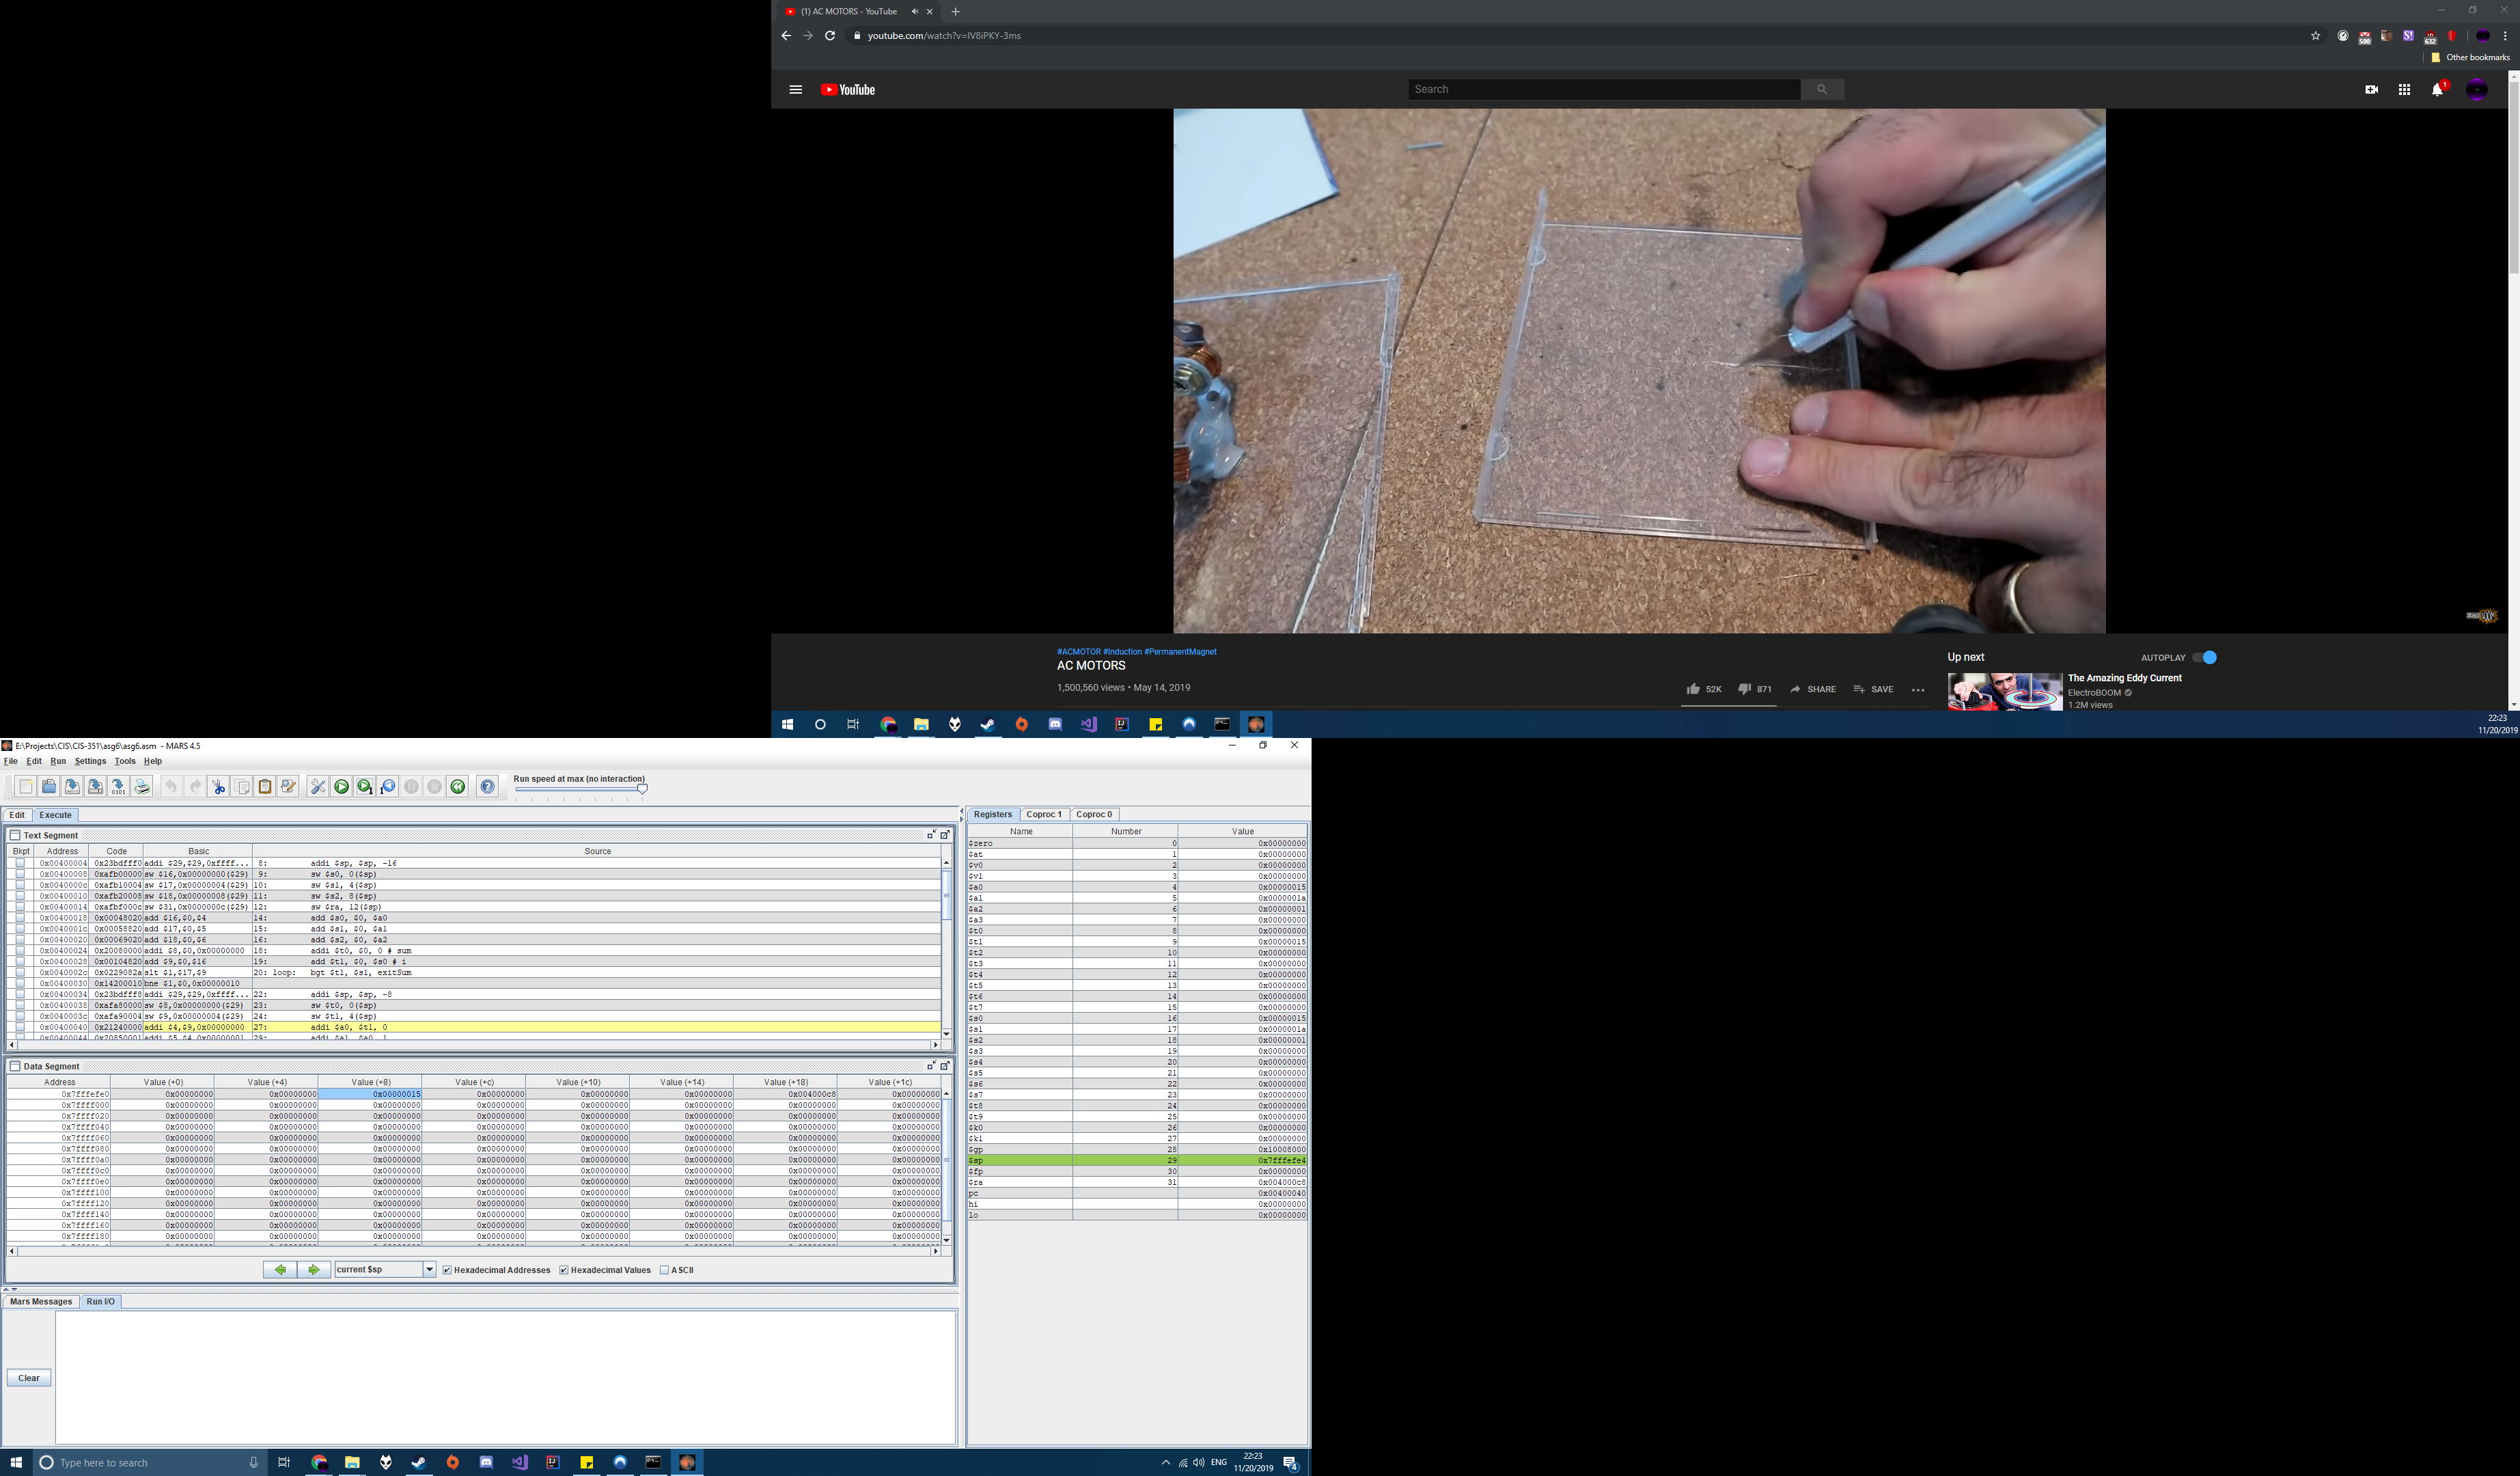 (1) AC MOTORS - YouTube
youtube.com/watch?v=IV8iPKY-3ms
500
632
Other bookmarks
YouTube
Search
1
#ACMOTOR #Induction #PermanentMagnet
AC MOTORS
1,500,560 views • May 14, 2019
52K 871 SHARE SAVE
Up next
AUTOPLAY
The Amazing Eddy Current
ElectroBOOM
1.2M views
22:23
11/20/2019
E:\Projects\CIS\CIS-351\asg6\asg6.asm - MARS 4.5
File Edit Run Settings Tools Help
Run speed at max (no interaction)
Edit Execute
Text Segment
Bkpt Address Code Basic Source
0x00400004 0x23bdfff0 addi $29,$29,0xffff... 8: addi $sp, $sp, -16
0x00400008 0xafb00000 sw $16,0x00000000($29) 9: sw $s0, 0($sp)
0x0040000c 0xafb10004 sw $17,0x00000004($29) 10: sw $s1, 4($sp)
0x00400010 0xafb20008 sw $18,0x00000008($29) 11: sw $s2, 8($sp)
0x00400014 0xafbf000c sw $31,0x0000000c($29) 12: sw $ra, 12($sp)
0x00400018 0x00048020 add $16,$0,$4 14: add $s0, $0, $a0
0x0040001c 0x00058820 add $17,$0,$5 15: add $s1, $0, $a1
0x00400020 0x00069020 add $18,$0,$6 16: add $s2, $0, $a2
0x00400024 0x20080000 addi $8,$0,0x00000000 18: addi $t0, $0, 0 # sum
0x00400028 0x00104820 add $9,$0,$16 19: add $t1, $0, $s0 # i
0x0040002c 0x0229082a slt $1,$17,$9 20: loop: bgt $t1, $s1, exitSum
0x00400030 0x14200010 bne $1,$0,0x00000010
0x00400034 0x23bdfff8 addi $29,$29,0xffff... 22: addi $sp, $sp, -8
0x00400038 0xafa80000 sw $8,0x00000000($29) 23: sw $t0, 0($sp)
0x0040003c 0xafa90004 sw $9,0x00000004($29) 24: sw $t1, 4($sp)
0x00400040 0x21240000 addi $4,$9,0x00000000 27: addi $a0, $t1, 0
0x00400044 0x20850001 addi $5,$4,0x00000001 29: addi $a1, $a0, 1
Data Segment
Address Value (+0) Value (+4) Value (+8) Value (+c) Value (+10) Value (+14) Value (+18) Value (+1c)
0x7fffefe0 0x00000000 0x00000000 0x00000015 0x00000000 0x00000000 0x00000000 0x004000c8 0x00000000
0x7ffff000 0x00000000 0x00000000 0x00000000 0x00000000 0x00000000 0x00000000 0x00000000 0x00000000
0x7ffff020 0x00000000 0x00000000 0x00000000 0x00000000 0x00000000 0x00000000 0x00000000 0x00000000
0x7ffff040 0x00000000 0x00000000 0x00000000 0x00000000 0x00000000 0x00000000 0x00000000 0x00000000
0x7ffff060 0x00000000 0x00000000 0x00000000 0x00000000 0x00000000 0x00000000 0x00000000 0x00000000
0x7ffff080 0x00000000 0x00000000 0x00000000 0x00000000 0x00000000 0x00000000 0x00000000 0x00000000
0x7ffff0a0 0x00000000 0x00000000 0x00000000 0x00000000 0x00000000 0x00000000 0x00000000 0x00000000
0x7ffff0c0 0x00000000 0x00000000 0x00000000 0x00000000 0x00000000 0x00000000 0x00000000 0x00000000
0x7ffff0e0 0x00000000 0x00000000 0x00000000 0x00000000 0x00000000 0x00000000 0x00000000 0x00000000
0x7ffff100 0x00000000 0x00000000 0x00000000 0x00000000 0x00000000 0x00000000 0x00000000 0x00000000
0x7ffff120 0x00000000 0x00000000 0x00000000 0x00000000 0x00000000 0x00000000 0x00000000 0x00000000
0x7ffff140 0x00000000 0x00000000 0x00000000 0x00000000 0x00000000 0x00000000 0x00000000 0x00000000
0x7ffff160 0x00000000 0x00000000 0x00000000 0x00000000 0x00000000 0x00000000 0x00000000 0x00000000
0x7ffff180 0x00000000 0x00000000 0x00000000 0x00000000 0x00000000 0x00000000 0x00000000 0x00000000
current $sp Hexadecimal Addresses Hexadecimal Values ASCII
Mars Messages Run I/O
Clear
Registers Coproc 1 Coproc 0
Name Number Value
$zero 0 0x00000000
$at 1 0x00000000
$v0 2 0x00000000
$v1 3 0x00000000
$a0 4 0x00000015
$a1 5 0x0000001a
$a2 6 0x00000001
$a3 7 0x00000000
$t0 8 0x00000000
$t1 9 0x00000015
$t2 10 0x00000000
$t3 11 0x00000000
$t4 12 0x00000000
$t5 13 0x00000000
$t6 14 0x00000000
$t7 15 0x00000000
$s0 16 0x00000015
$s1 17 0x0000001a
$s2 18 0x00000001
$s3 19 0x00000000
$s4 20 0x00000000
$s5 21 0x00000000
$s6 22 0x00000000
$s7 23 0x00000000
$t8 24 0x00000000
$t9 25 0x00000000
$k0 26 0x00000000
$k1 27 0x00000000
$gp 28 0x10008000
$sp 29 0x7fffefe4
$fp 30 0x00000000
$ra 31 0x004000c8
pc 0x00400040
hi 0x00000000
lo 0x00000000
Type here to search
ENG
22:23
11/20/2019
4